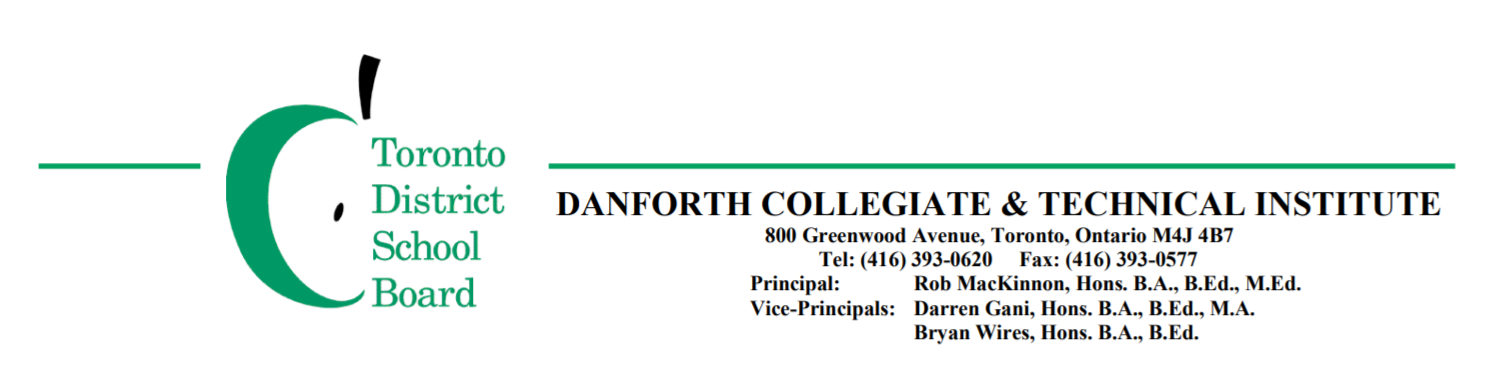 Toronto
District
School
Board
DANFORTH COLLEGIATE & TECHNICAL INSTITUTE
800 Greenwood Avenue, Toronto, Ontario M4J 4B7
Tel: (416) 393-0620 Fax: (416) 393-0577
Principal: Rob MacKinnon, Hons. B.A., B.Ed., M.Ed.
Vice-Principals: Darren Gani, Hons. B.A., B.Ed., M.A.
Bryan Wires, Hons. B.A., B.Ed.